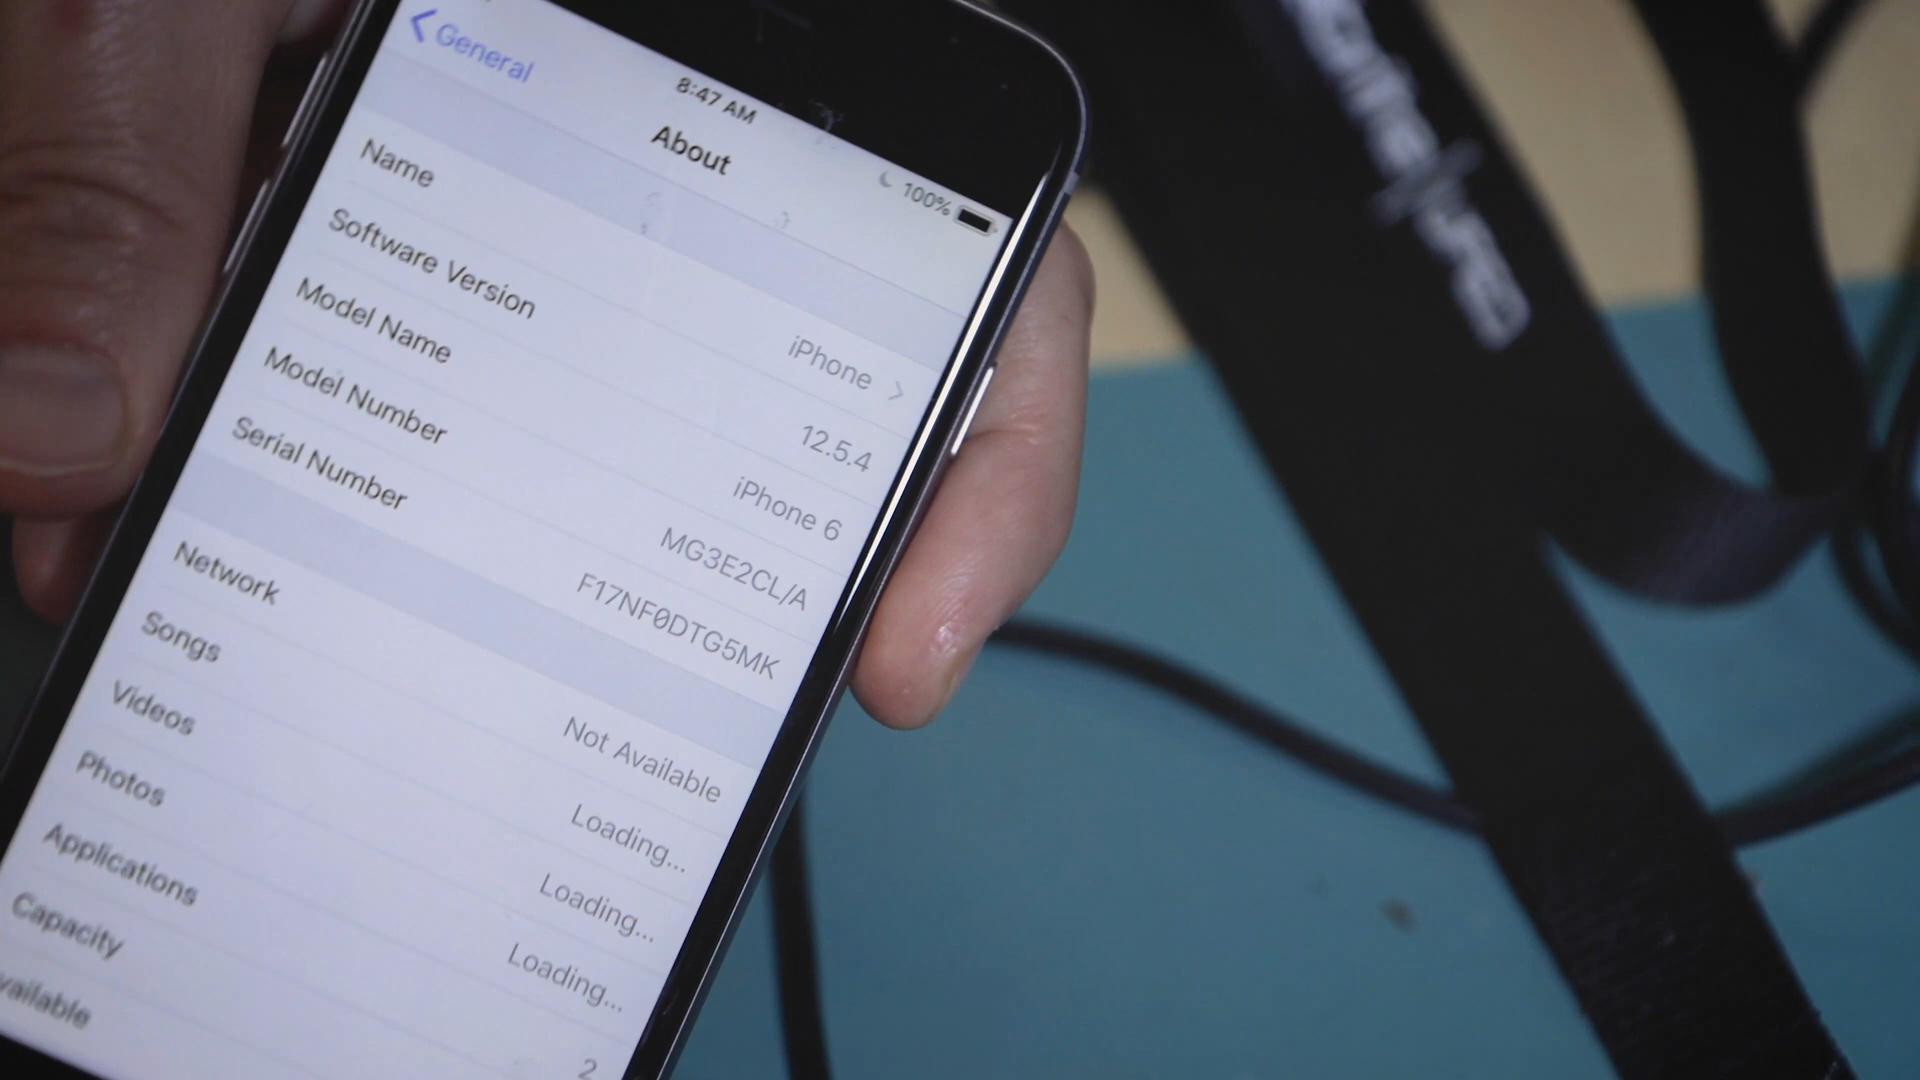 General
8:47 AM
100%
About
Name
iPhone
Software Version
12.5.4
Model Name
iPhone 6
Model Number
MG3E2CL/A
Serial Number
F17NF0DTG5MK
Network
Not Available
Songs
Loading...
Videos
Loading...
Photos
Loading...
Applications
2
Capacity